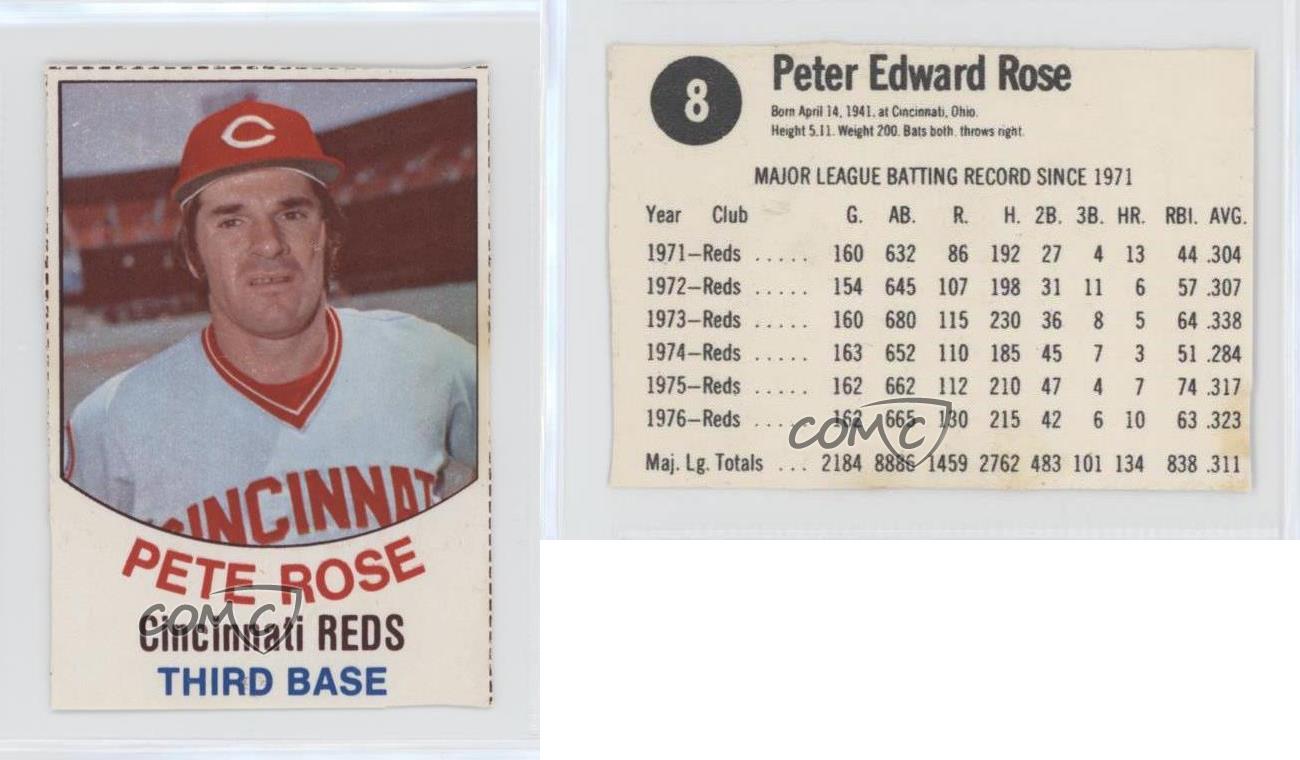 C
CINCINNAT
PETE ROSE
COMC
Cincinnati REDS
THIRD BASE
8
Peter Edward Rose
Born April 14, 1941, at Cincinnati, Ohio.
Height 5.11. Weight 200. Bats both, throws right.
MAJOR LEAGUE BATTING RECORD SINCE 1971
Year Club G. AB. R. H. 2B. 3B. HR. RBI. AVG.
1971—Reds ..... 160 632 86 192 27 4 13 44 .304
1972—Reds ..... 154 645 107 198 31 11 6 57 .307
1973—Reds ..... 160 680 115 230 36 8 5 64 .338
1974—Reds ..... 163 652 110 185 45 7 3 51 .284
1975—Reds ..... 162 662 112 210 47 4 7 74 .317
1976—Reds .... 162 665 130 215 42 6 10 63 .323
COMC
Maj. Lg. Totals ... 2184 8886 1459 2762 483 101 134 838 .311